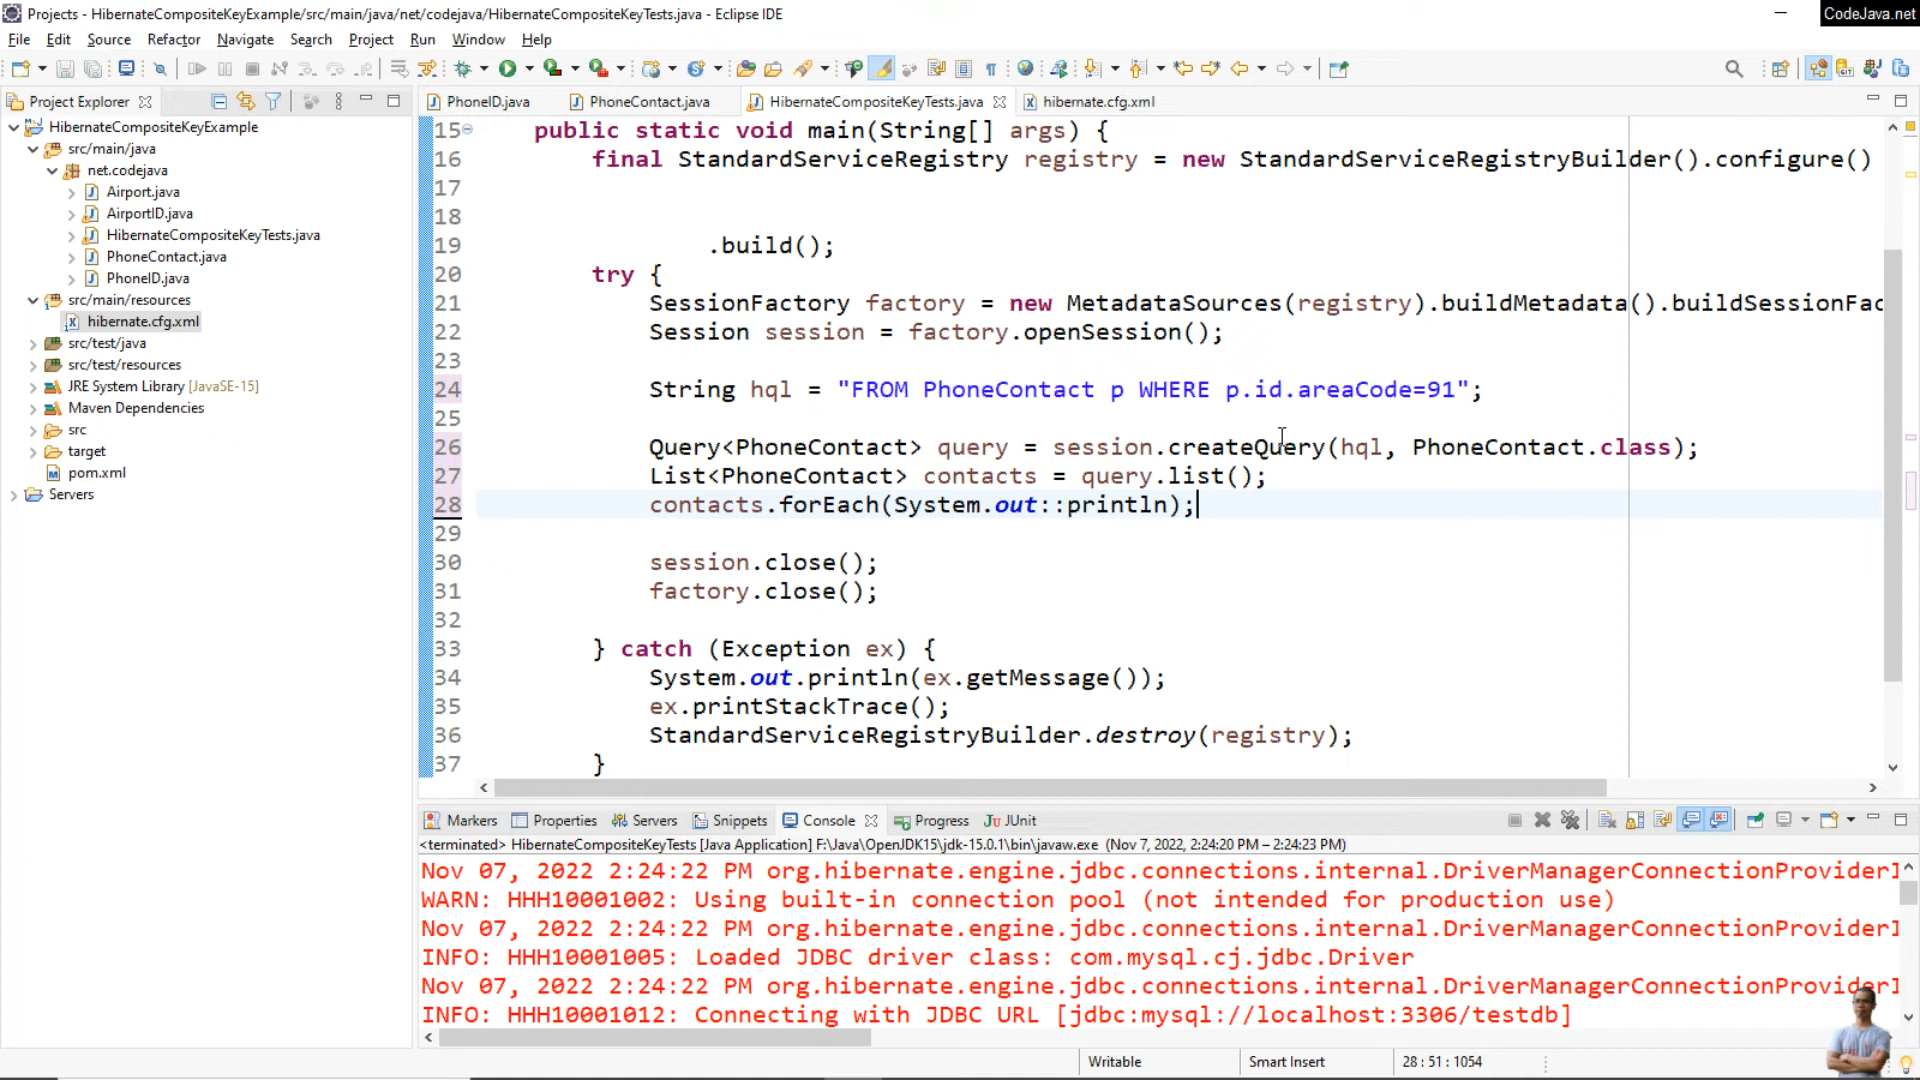 Projects - HibernateCompositeKeyExample/src/main/java/net/codejava/HibernateCompositeKeyTests.java - Eclipse IDE
CodeJava.net
File Edit Source Refactor Navigate Search Project Run Window Help
Project Explorer
PhoneID.java PhoneContact.java HibernateCompositeKeyTests.java hibernate.cfg.xml
HibernateCompositeKeyExample
src/main/java
net.codejava
Airport.java
AirportID.java
HibernateCompositeKeyTests.java
PhoneContact.java
PhoneID.java
src/main/resources
hibernate.cfg.xml
src/test/java
src/test/resources
JRE System Library [JavaSE-15]
Maven Dependencies
src
target
pom.xml
Servers
15 public static void main(String[] args) {
16 final StandardServiceRegistry registry = new StandardServiceRegistryBuilder().configure()
17
18
19 .build();
20 try {
21 SessionFactory factory = new MetadataSources(registry).buildMetadata().buildSessionFac
22 Session session = factory.openSession();
23
24 String hql = "FROM PhoneContact p WHERE p.id.areaCode=91";
25
26 Query<PhoneContact> query = session.createQuery(hql, PhoneContact.class);
27 List<PhoneContact> contacts = query.list();
28 contacts.forEach(System.out::println);
29
30 session.close();
31 factory.close();
32
33 } catch (Exception ex) {
34 System.out.println(ex.getMessage());
35 ex.printStackTrace();
36 StandardServiceRegistryBuilder.destroy(registry);
37 }
Markers Properties Servers Snippets Console Progress JUnit
<terminated> HibernateCompositeKeyTests [Java Application] F:\Java\OpenJDK15\jdk-15.0.1\bin\javaw.exe (Nov 7, 2022, 2:24:20 PM – 2:24:23 PM)
Nov 07, 2022 2:24:22 PM org.hibernate.engine.jdbc.connections.internal.DriverManagerConnectionProviderI
WARN: HHH10001002: Using built-in connection pool (not intended for production use)
Nov 07, 2022 2:24:22 PM org.hibernate.engine.jdbc.connections.internal.DriverManagerConnectionProviderI
INFO: HHH10001005: Loaded JDBC driver class: com.mysql.cj.jdbc.Driver
Nov 07, 2022 2:24:22 PM org.hibernate.engine.jdbc.connections.internal.DriverManagerConnectionProviderI
INFO: HHH10001012: Connecting with JDBC URL [jdbc:mysql://localhost:3306/testdb]
Writable Smart Insert 28 : 51 : 1054